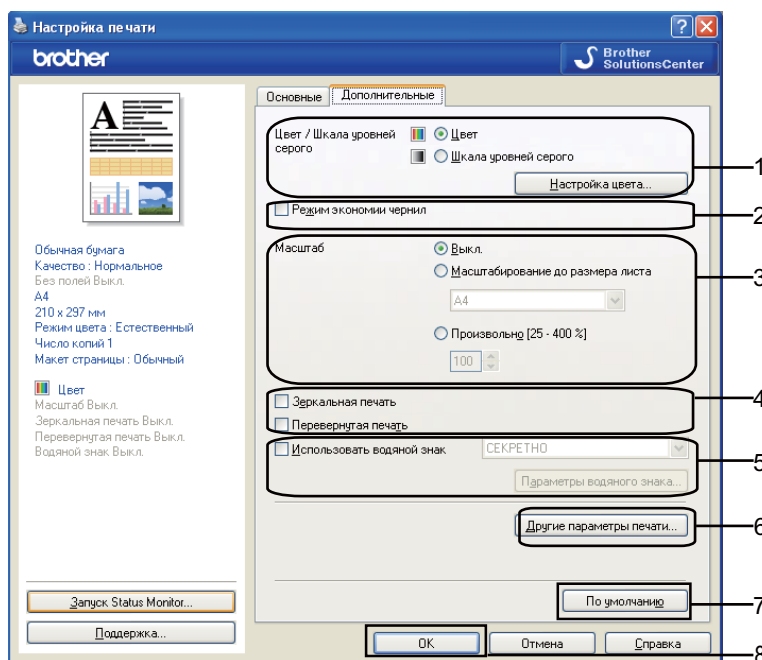 Настройка печати
brother
Brother
SolutionsCenter
Основные
Дополнительные
A
Обычная бумага
Качество : Нормальное
Без полей Выкл.
A4
210 x 297 мм
Режим цвета : Естественный
Число копий 1
Макет страницы : Обычный
Цвет
Масштаб Выкл.
Зеркальная печать Выкл.
Перевернутая печать Выкл.
Водяной знак Выкл.
Запуск Status Monitor...
Поддержка...
Цвет / Шкала уровней серого
Цвет
Шкала уровней серого
Настройка цвета...
1
Режим экономии чернил
2
Масштаб
Выкл.
Масштабирование до размера листа
A4
Произвольно [25 - 400 %]
100
3
Зеркальная печать
Перевернутая печать
4
Использовать водяной знак
СЕКРЕТНО
Параметры водяного знака...
5
Другие параметры печати...
6
По умолчанию
7
OK
Отмена
Справка
8